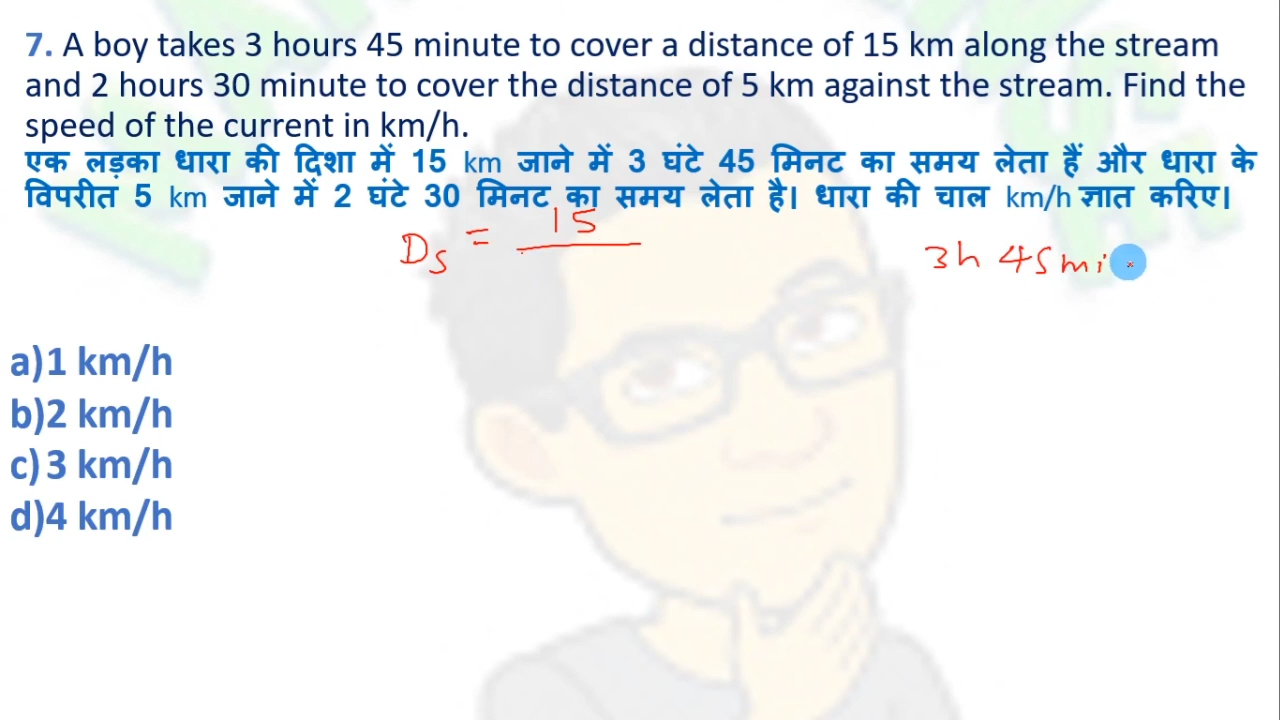 7. A boy takes 3 hours 45 minute to cover a distance of 15 km along the stream
and 2 hours 30 minute to cover the distance of 5 km against the stream. Find the
speed of the current in km/h.
एक लड़का धारा की दिशा में 15 km जाने में 3 घंटे 45 मिनट का समय लेता हैं और धारा के
विपरीत 5 km जाने में 2 घंटे 30 मिनट का समय लेता है। धारा की चाल km/h ज्ञात करिए।
15
Ds =
3h 45mi
a)1 km/h
b)2 km/h
c)3 km/h
d)4 km/h